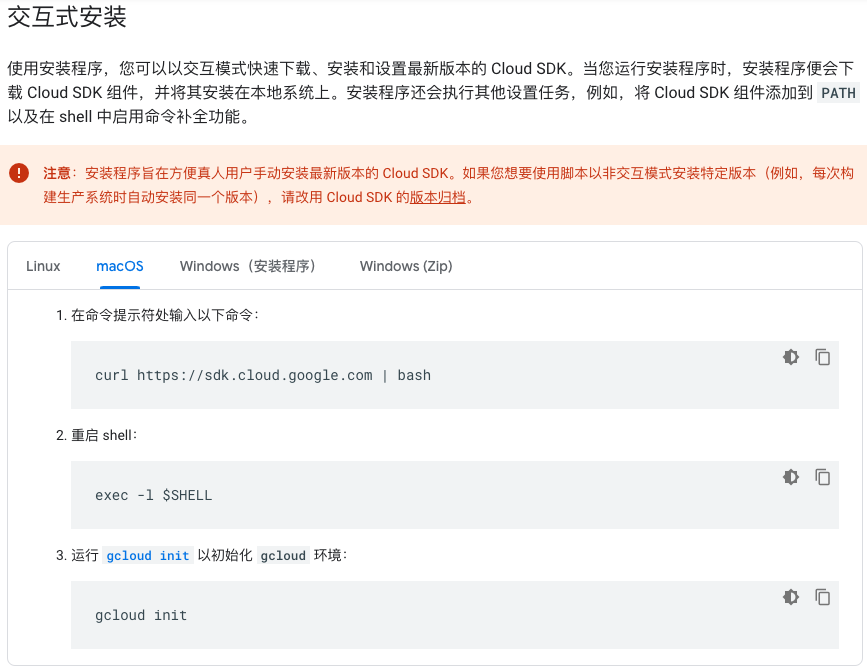 交互式安装
使用安装程序，您可以以交互模式快速下载、安装和设置最新版本的 Cloud SDK。当您运行安装程序时，安装程序便会下
载 Cloud SDK 组件，并将其安装在本地系统上。安装程序还会执行其他设置任务，例如，将 Cloud SDK 组件添加到 PATH
以及在 shell 中启用命令补全功能。
注意：安装程序旨在方便真人用户手动安装最新版本的 Cloud SDK。如果您想要使用脚本以非交互模式安装特定版本（例如，每次构
建生产系统时自动安装同一个版本），请改用 Cloud SDK 的版本归档。
Linux macOS Windows（安装程序） Windows (Zip)
1. 在命令提示符处输入以下命令：
curl https://sdk.cloud.google.com | bash
2. 重启 shell：
exec -l $SHELL
3. 运行 gcloud init 以初始化 gcloud 环境：
gcloud init